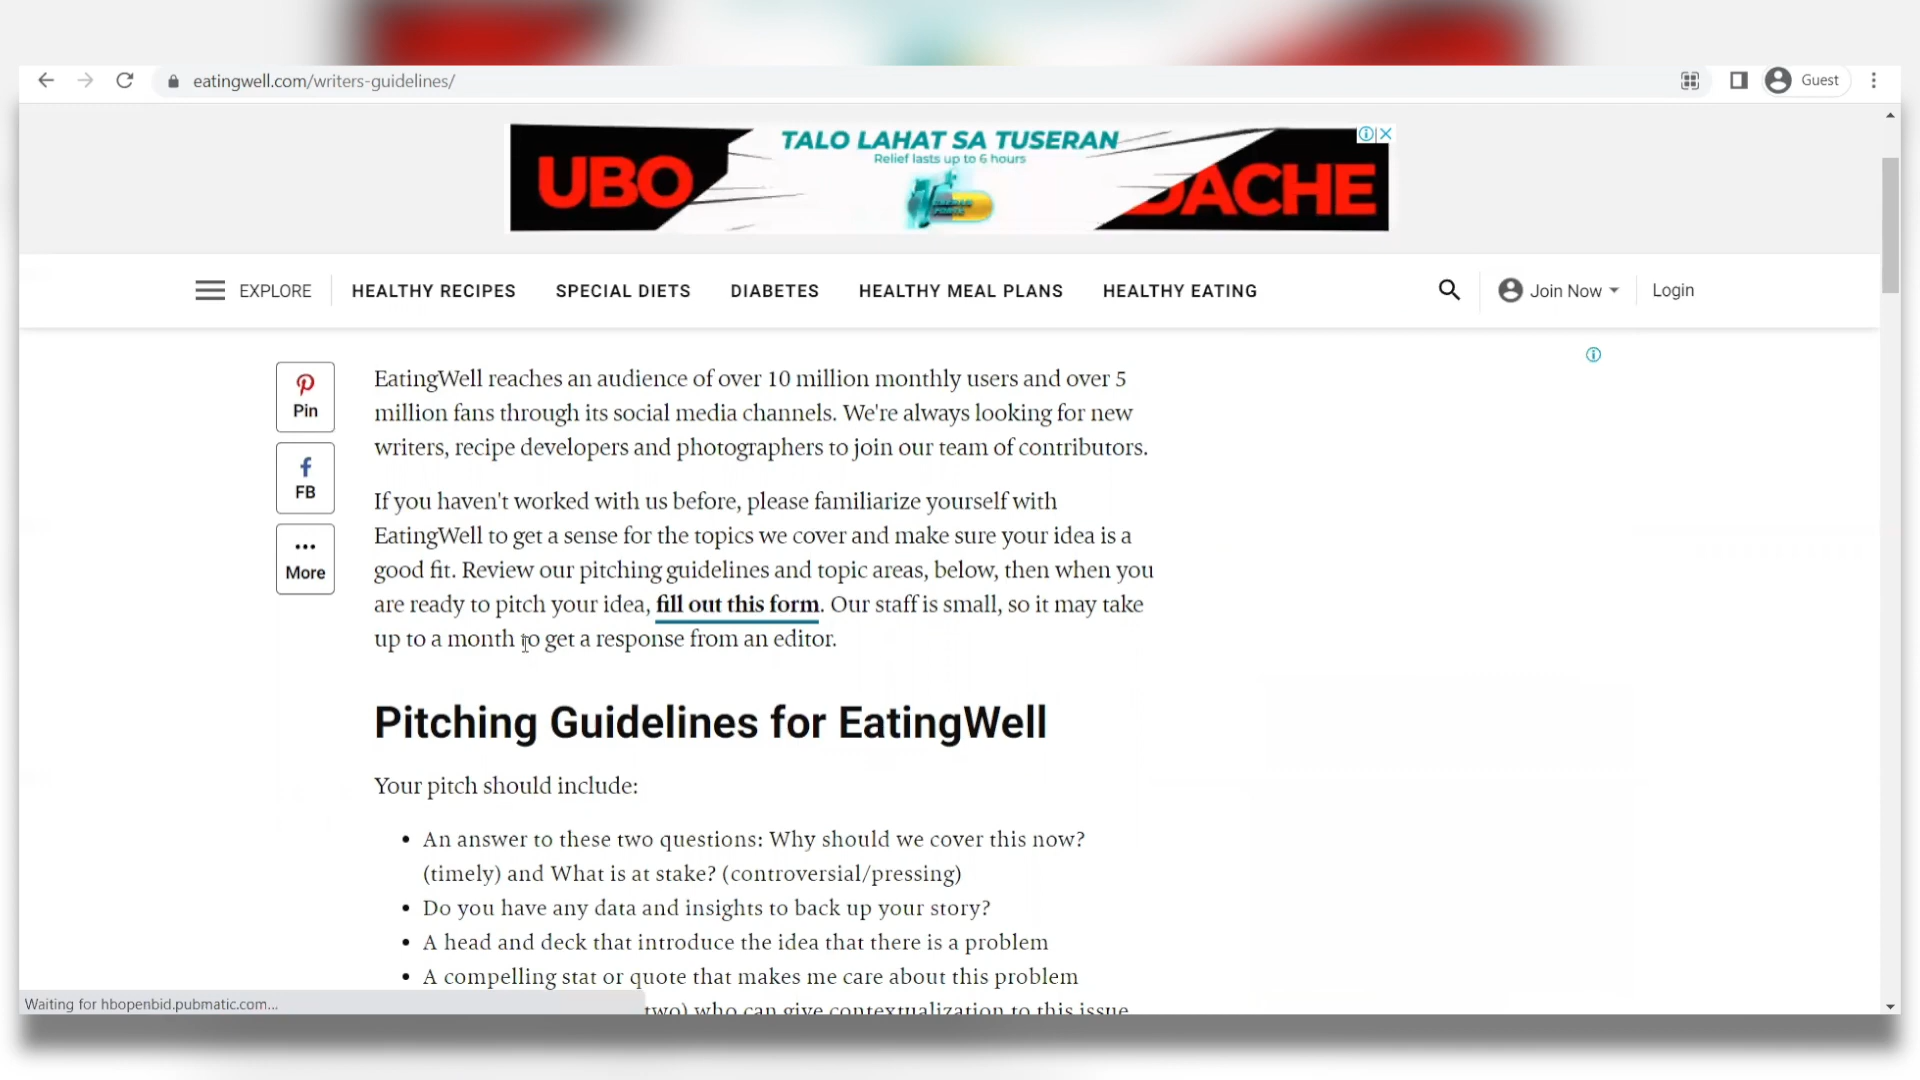 eatingwell.com/writers-guidelines/
Guest
TALO LAHAT SA TUSERAN
Relief lasts up to 6 hours
UBO
DACHE
EXPLORE
HEALTHY RECIPES
SPECIAL DIETS
DIABETES
HEALTHY MEAL PLANS
HEALTHY EATING
Join Now
Login
Pin
FB
More
EatingWell reaches an audience of over 10 million monthly users and over 5
million fans through its social media channels. We're always looking for new
writers, recipe developers and photographers to join our team of contributors.
If you haven't worked with us before, please familiarize yourself with
EatingWell to get a sense for the topics we cover and make sure your idea is a
good fit. Review our pitching guidelines and topic areas, below, then when you
are ready to pitch your idea, fill out this form. Our staff is small, so it may take
up to a month to get a response from an editor.
Pitching Guidelines for EatingWell
Your pitch should include:
• An answer to these two questions: Why should we cover this now?
(timely) and What is at stake? (controversial/pressing)
• Do you have any data and insights to back up your story?
• A head and deck that introduce the idea that there is a problem
• A compelling stat or quote that makes me care about this problem
two) who can give contextualization to this issue
Waiting for hbopenbid.pubmatic.com...